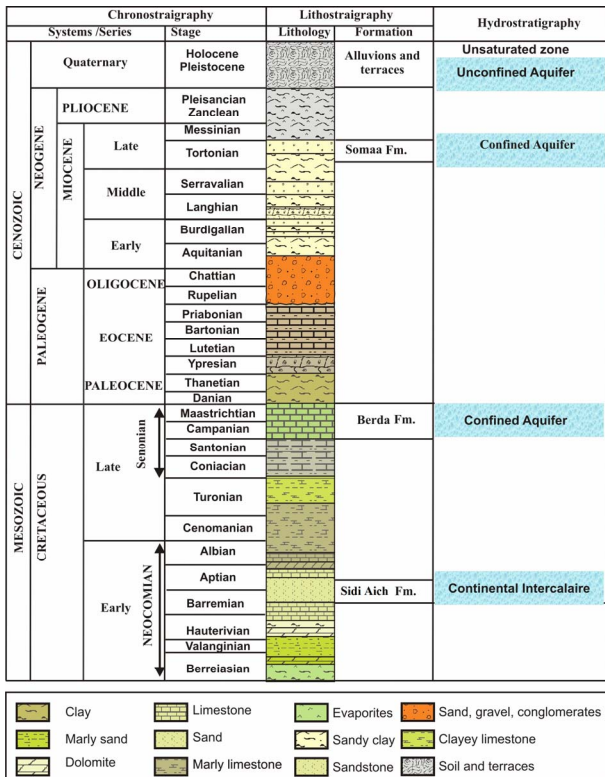 Chronostraigraphy
Lithostraigraphy
Hydrostratigraphy
Systems /Series
Stage
Lithology
Formation
CENOZOIC
NEOGENE
PALEOGENE
MIOCENE
MESOZOIC
CRETACEOUS
Senonian
NEOCOMIAN
Quaternary
PLIOCENE
Late
Middle
Early
OLIGOCENE
EOCENE
PALEOCENE
Late
Early
Holocene
Pleistocene
Pleisancian
Zanclean
Messinian
Tortonian
Serravalian
Langhian
Burdigallan
Aquitanian
Chattian
Rupelian
Priabonian
Bartonian
Lutetian
Ypresian
Thanetian
Danian
Maastrichtian
Campanian
Santonian
Coniacian
Turonian
Cenomanian
Albian
Aptian
Barremian
Hauterivian
Valanginian
Berreiasian
Alluvions and
terraces
Somaa Fm.
Berda Fm.
Sidi Aich Fm.
Unsaturated zone
Unconfined Aquifer
Confined Aquifer
Confined Aquifer
Continental Intercalaire
Clay
Limestone
Evaporites
Sand, gravel, conglomerates
Marly sand
Sand
Sandy clay
Clayey limestone
Dolomite
Marly limestone
Sandstone
Soil and terraces